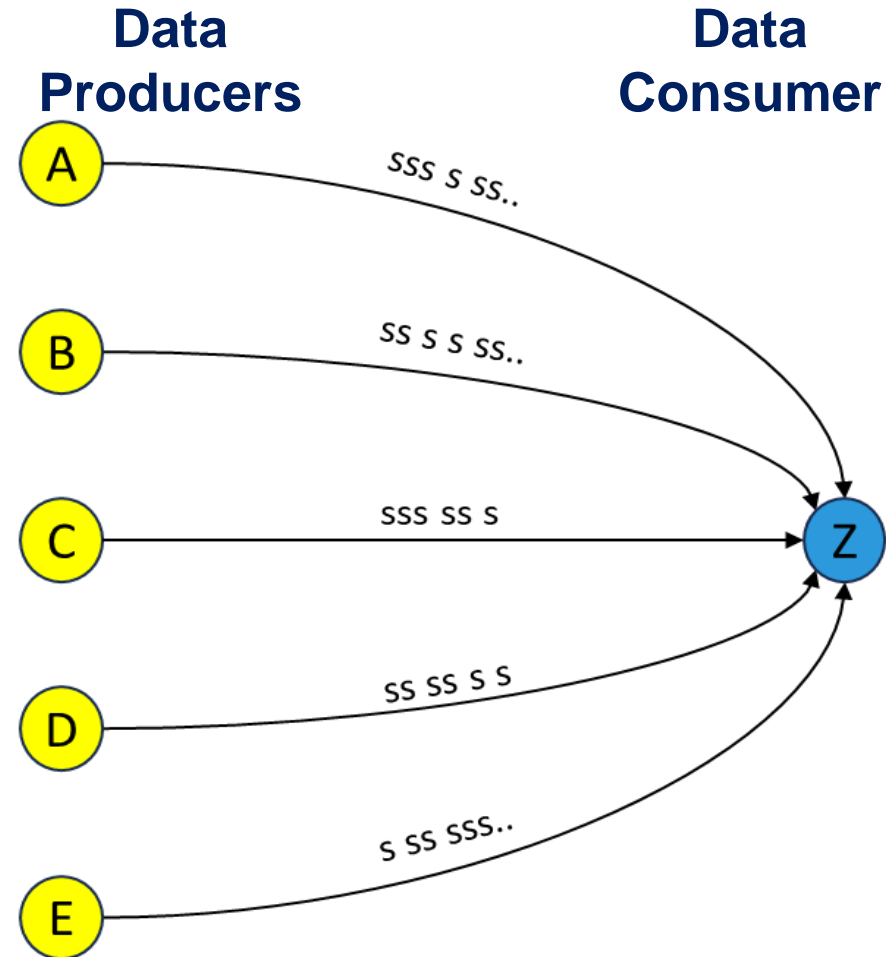 Data
Producers
Data
Consumer
A
sss s ss..
B
ss s s ss..
C
sss ss s
Z
D
ss ss s s
E
s ss sss..